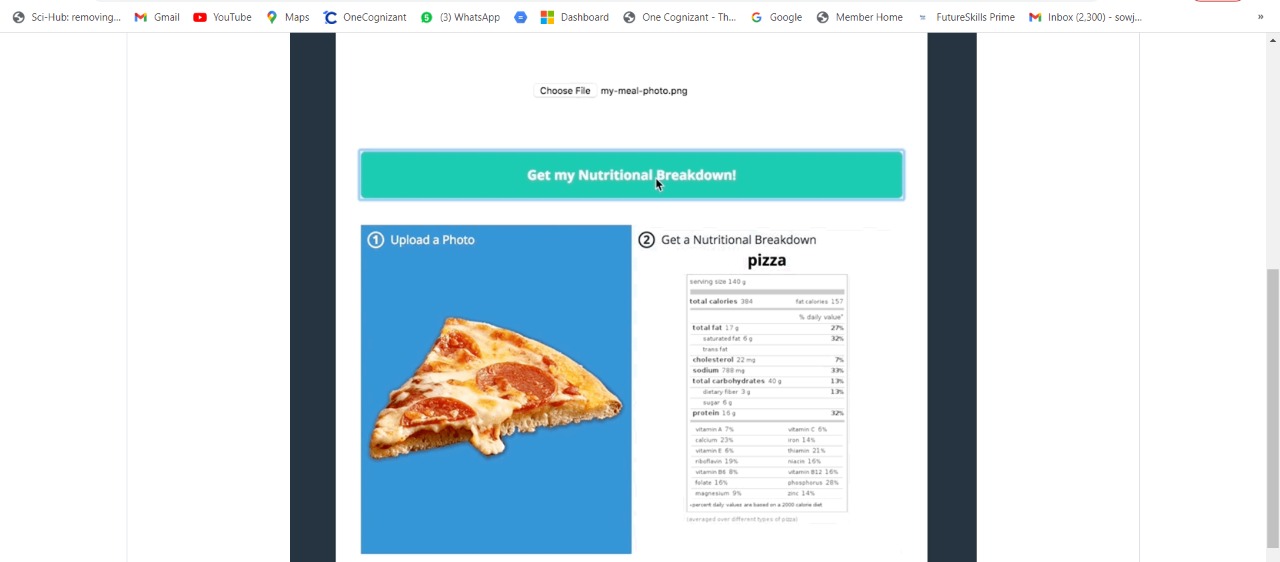 Sci-Hub: removing... Gmail YouTube Maps OneCognizant (3) WhatsApp Dashboard One Cognizant - Th... Google Member Home FutureSkills Prime Inbox (2,300) - sowj... »
Choose File my-meal-photo.png
Get my Nutritional Breakdown!
1 Upload a Photo
2 Get a Nutritional Breakdown
pizza
serving size 140 g
total calories 384 fat calories 157
% daily value*
total fat 17 g 27%
saturated fat 6 g 32%
trans fat
cholesterol 22 mg 7%
sodium 788 mg 33%
total carbohydrates 40 g 13%
dietary fiber 3 g 13%
sugar 6 g
protein 16 g 32%
vitamin A 7% vitamin C 6%
calcium 23% iron 14%
vitamin E 6% thiamin 21%
riboflavin 19% niacin 16%
vitamin B6 8% vitamin B12 16%
folate 16% phosphorus 28%
magnesium 9% zinc 14%
*percent daily values are based on a 2000 calorie diet
(averaged over different types of pizza)